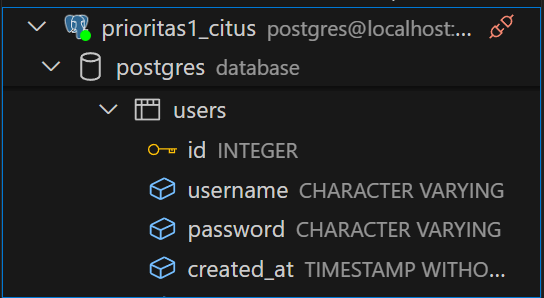 prioritas1_citus postgres@localhost:...
postgres database
users
id INTEGER
username CHARACTER VARYING
password CHARACTER VARYING
created_at TIMESTAMP WITHO...